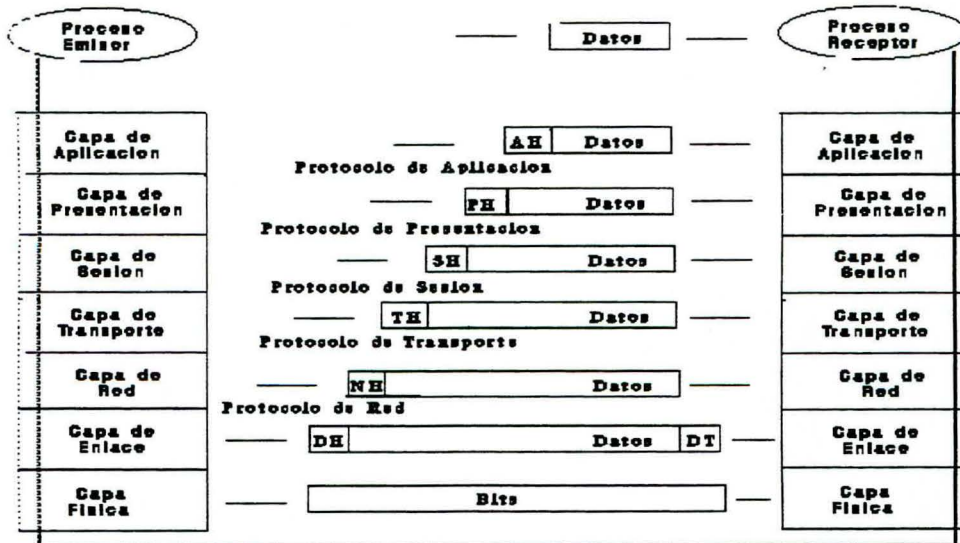 Proceso
Emisor
Datos
Proceso
Receptor
Capa de
Aplicacion
AH Datos
Capa de
Aplicacion
Protocolo de Aplicación
Capa de
Presentacion
PH Datos
Capa de
Presentacion
Protocolo de Presentacion
Capa de
Sesion
SH Datos
Capa de
Sesion
Protocolo de Sesion
Capa de
Transporte
TH Datos
Capa de
Transporte
Protocolo de Transporte
Capa de
Red
NH Datos
Capa de
Red
Protocolo de Red
Capa de
Enlace
DH Datos DT
Capa de
Enlace
Capa
Fisica
Bits
Capa
Fisica